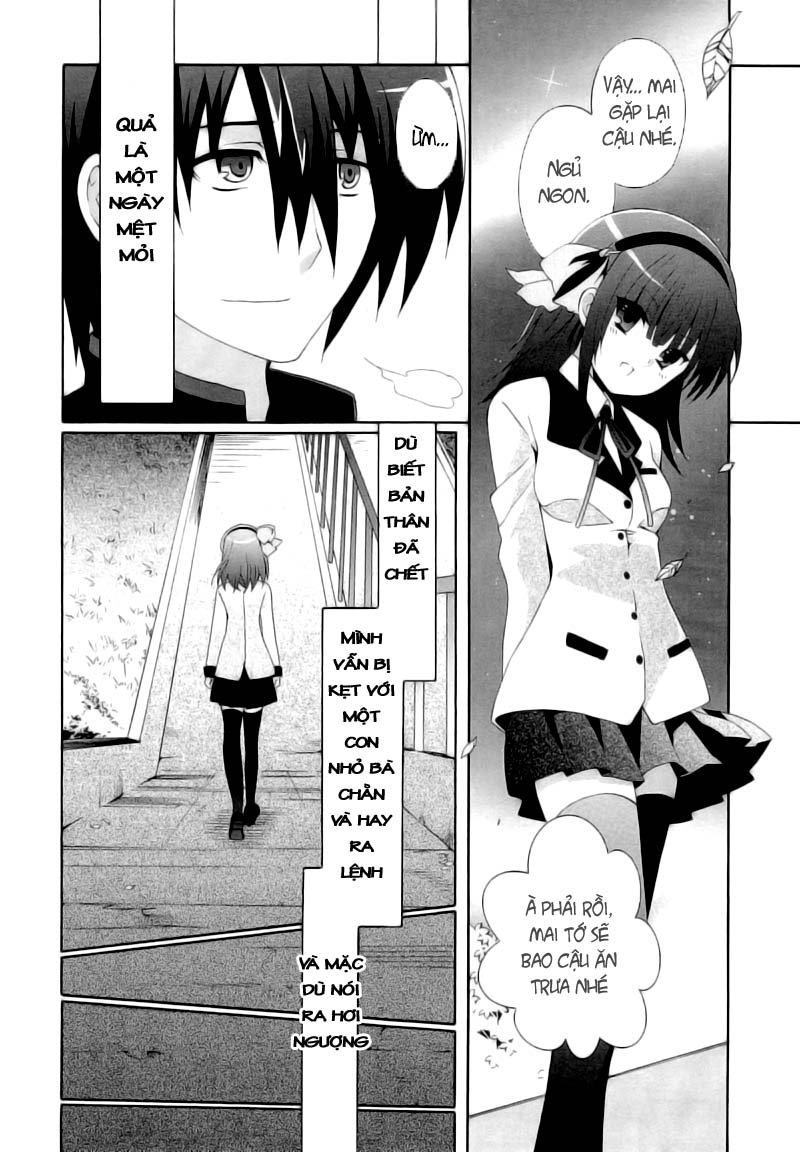 VẬY... MAI
GẶP LẠI
CẬU NHÉ.
NGỦ
NGON.
À PHẢI RỒI,
MAI TỚ SẼ
BAO CẬU ĂN
TRƯA NHÉ
ỪM...
QUẢ
LÀ
MỘT
NGÀY
MỆT
MỎI
DÙ
BIẾT
BẢN
THÂN
ĐÃ
CHẾT
MÌNH
VẪN BỊ
KẸT VỚI
MỘT
CON
NHỎ BÀ
CHẰN
VÀ HAY
RA
LỆNH
VÀ MẶC
DÙ NÓI
RA HƠI
NGƯỢNG